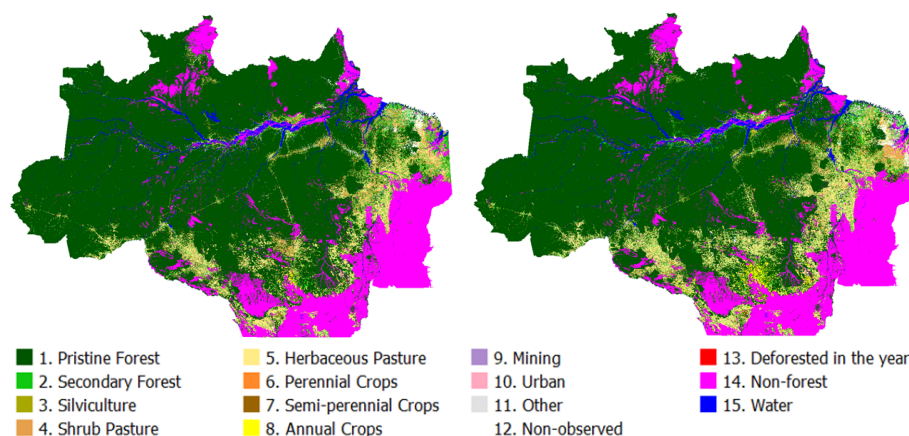 1. Pristine Forest
2. Secondary Forest
3. Silviculture
4. Shrub Pasture
5. Herbaceous Pasture
6. Perennial Crops
7. Semi-perennial Crops
8. Annual Crops
9. Mining
10. Urban
11. Other
12. Non-observed
13. Deforested in the year
14. Non-forest
15. Water